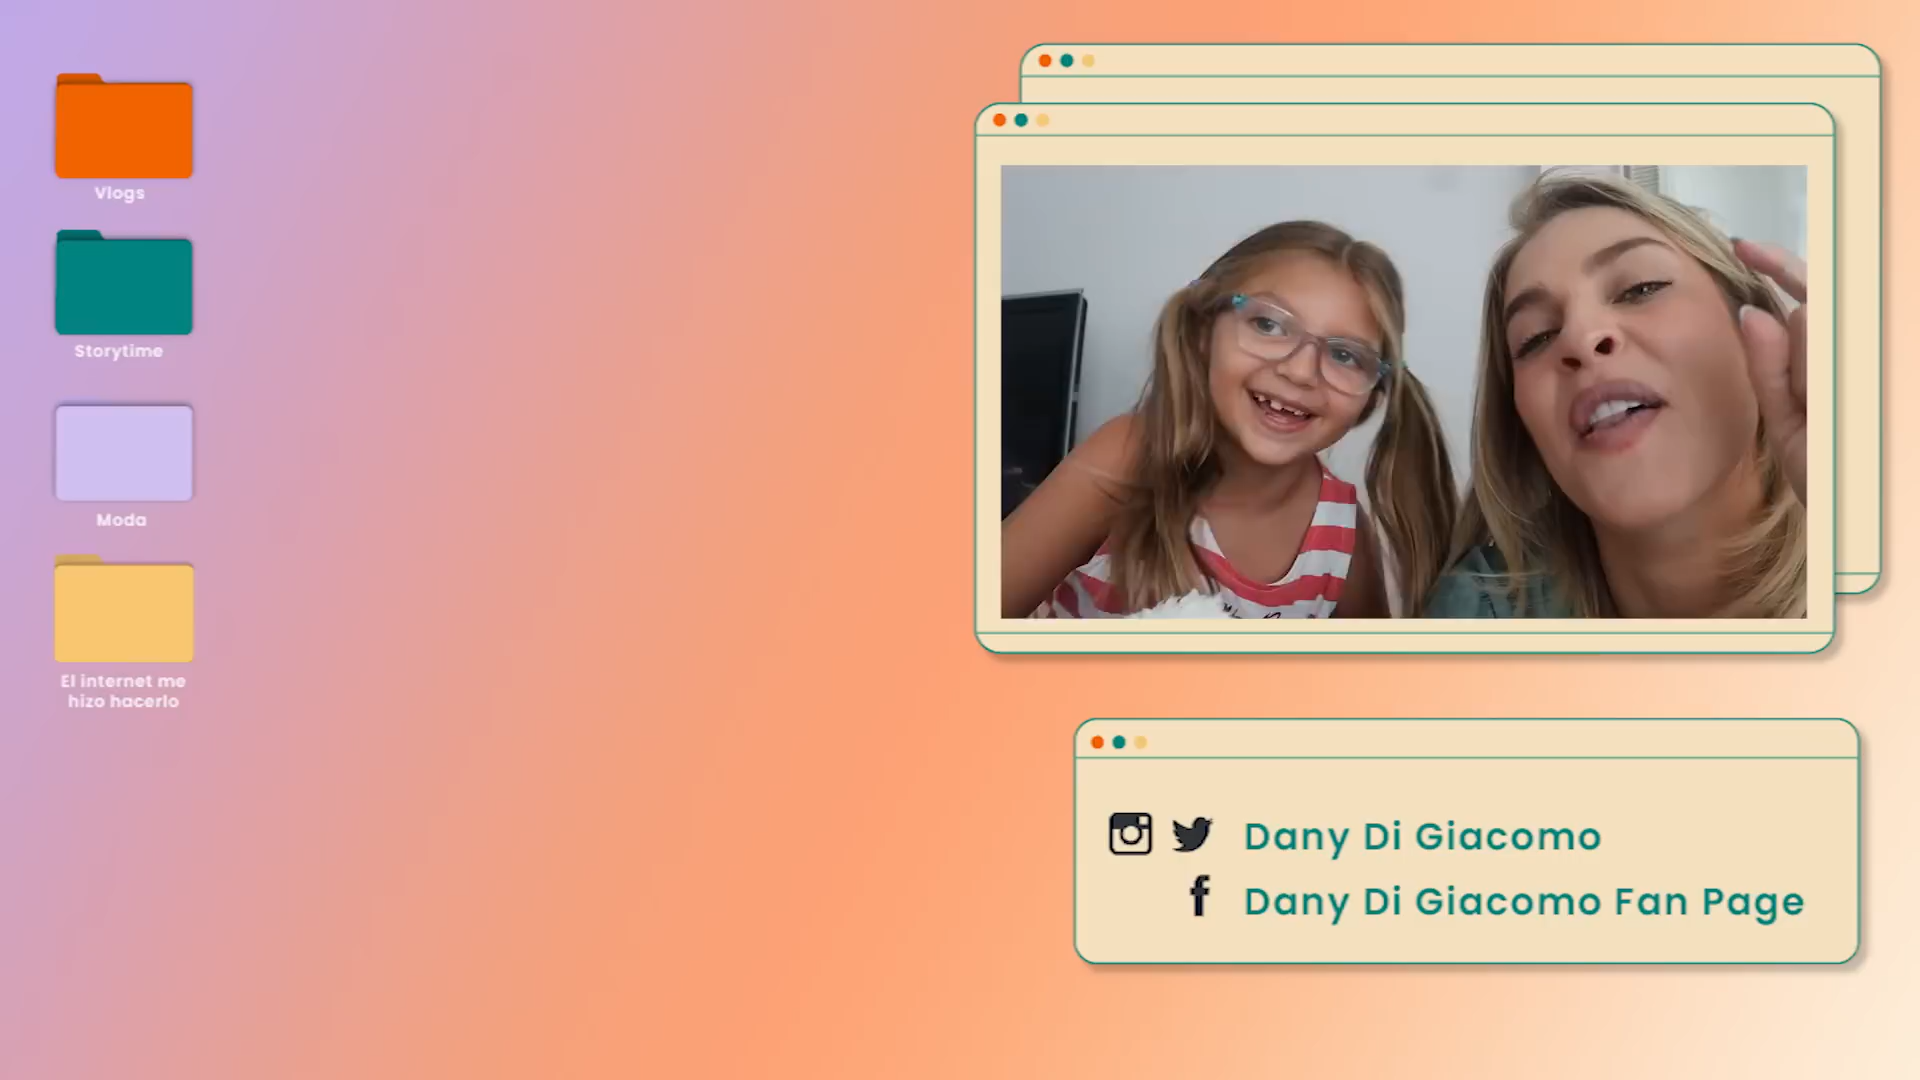 Vlogs
Storytime
Moda
El internet me
hizo hacerlo
Dany Di Giacomo
Dany Di Giacomo Fan Page